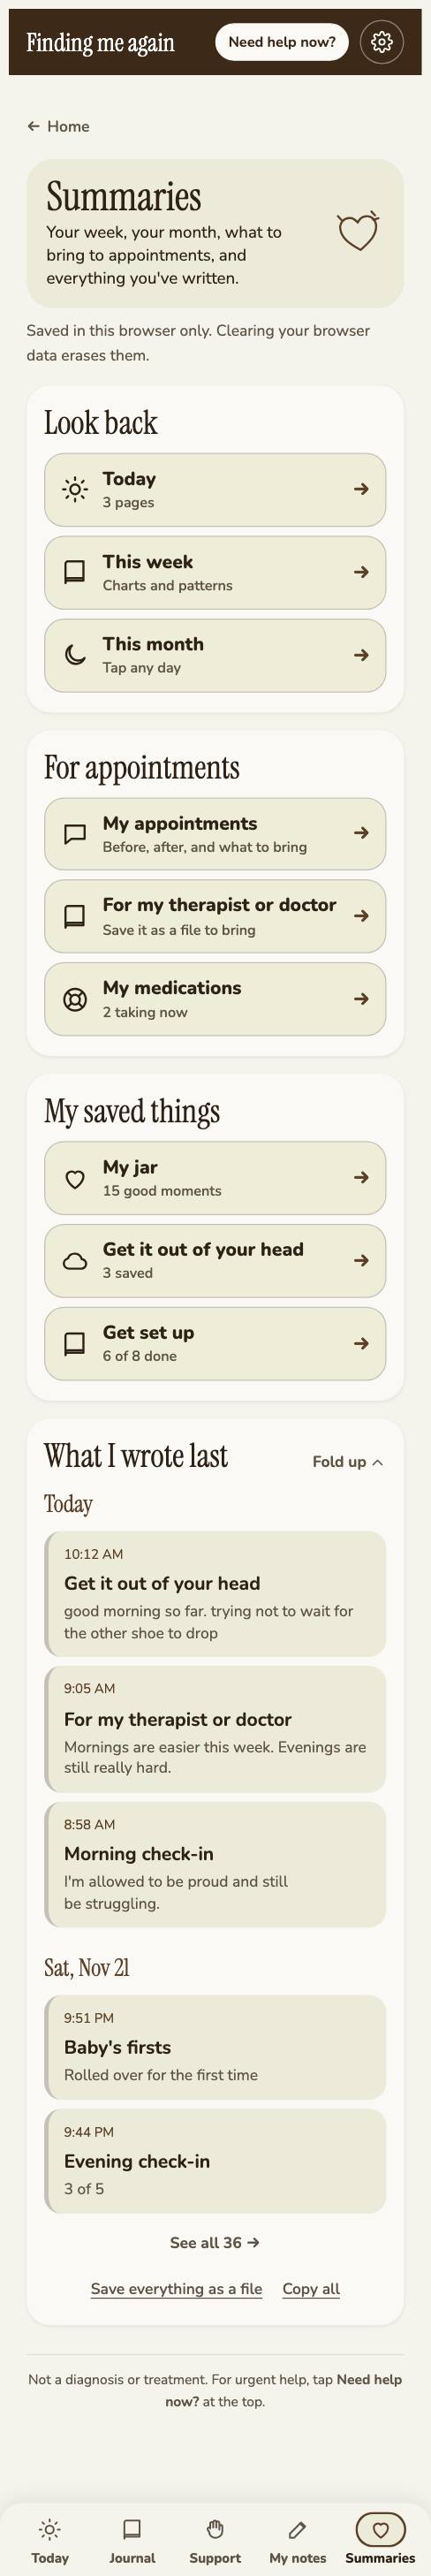 Finding me again
Need help now?
← Home
Summaries
Your week, your month, what to
bring to appointments, and
everything you've written.
Saved in this browser only. Clearing your browser
data erases them.
Look back
Today
3 pages
→
This week
Charts and patterns
→
This month
Tap any day
→
For appointments
My appointments
Before, after, and what to bring
→
For my therapist or doctor
Save it as a file to bring
→
My medications
2 taking now
→
My saved things
My jar
15 good moments
→
Get it out of your head
3 saved
→
Get set up
6 of 8 done
→
What I wrote last
Fold up
Today
10:12 AM
Get it out of your head
good morning so far. trying not to wait for
the other shoe to drop
9:05 AM
For my therapist or doctor
Mornings are easier this week. Evenings are
still really hard.
8:58 AM
Morning check-in
I'm allowed to be proud and still
be struggling.
Sat, Nov 21
9:51 PM
Baby's firsts
Rolled over for the first time
9:44 PM
Evening check-in
3 of 5
See all 36 →
Save everything as a file Copy all
Not a diagnosis or treatment. For urgent help, tap Need help
now? at the top.
Today Journal Support My notes Summaries